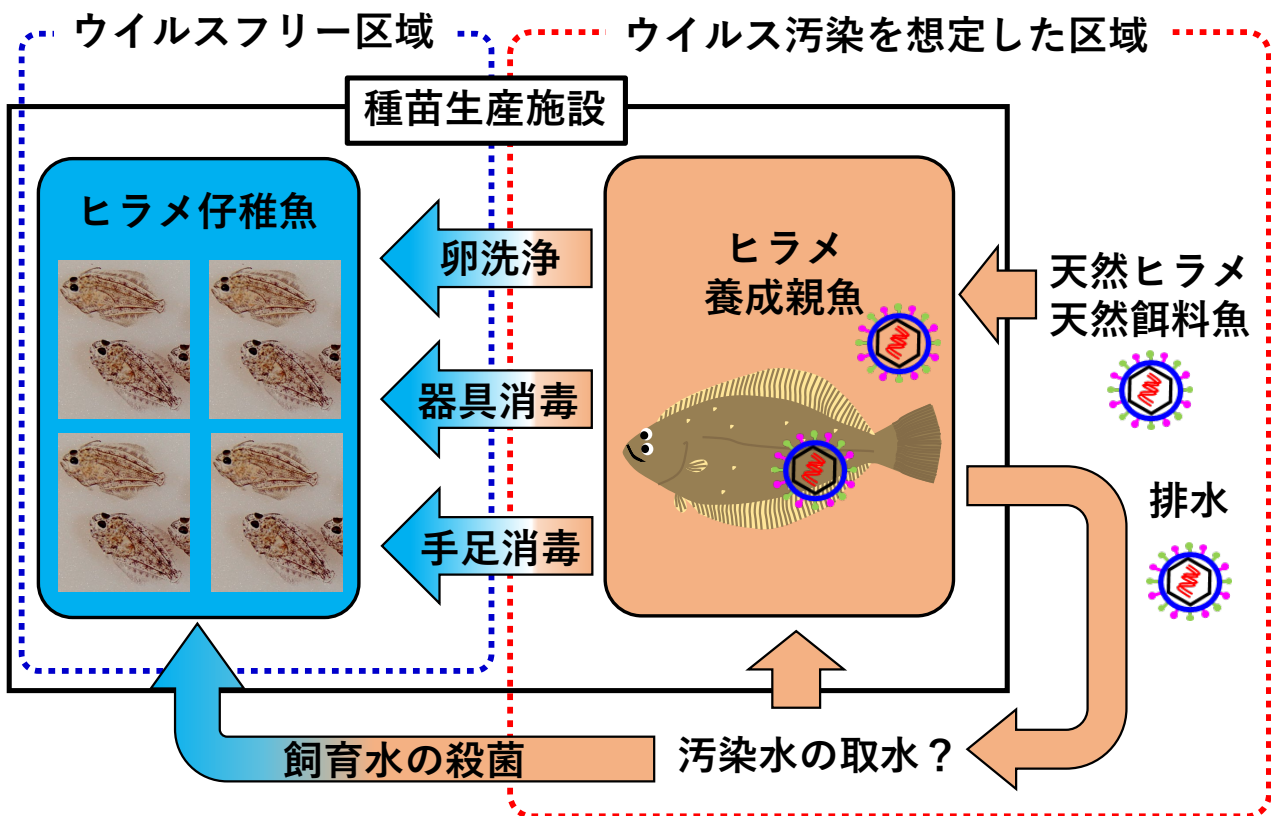 ウイルスフリー区域
ウイルス汚染を想定した区域
種苗生産施設
ヒラメ仔稚魚
卵洗浄
器具消毒
手足消毒
ヒラメ
養成親魚
天然ヒラメ
天然餌料魚
排水
汚染水の取水？
飼育水の殺菌